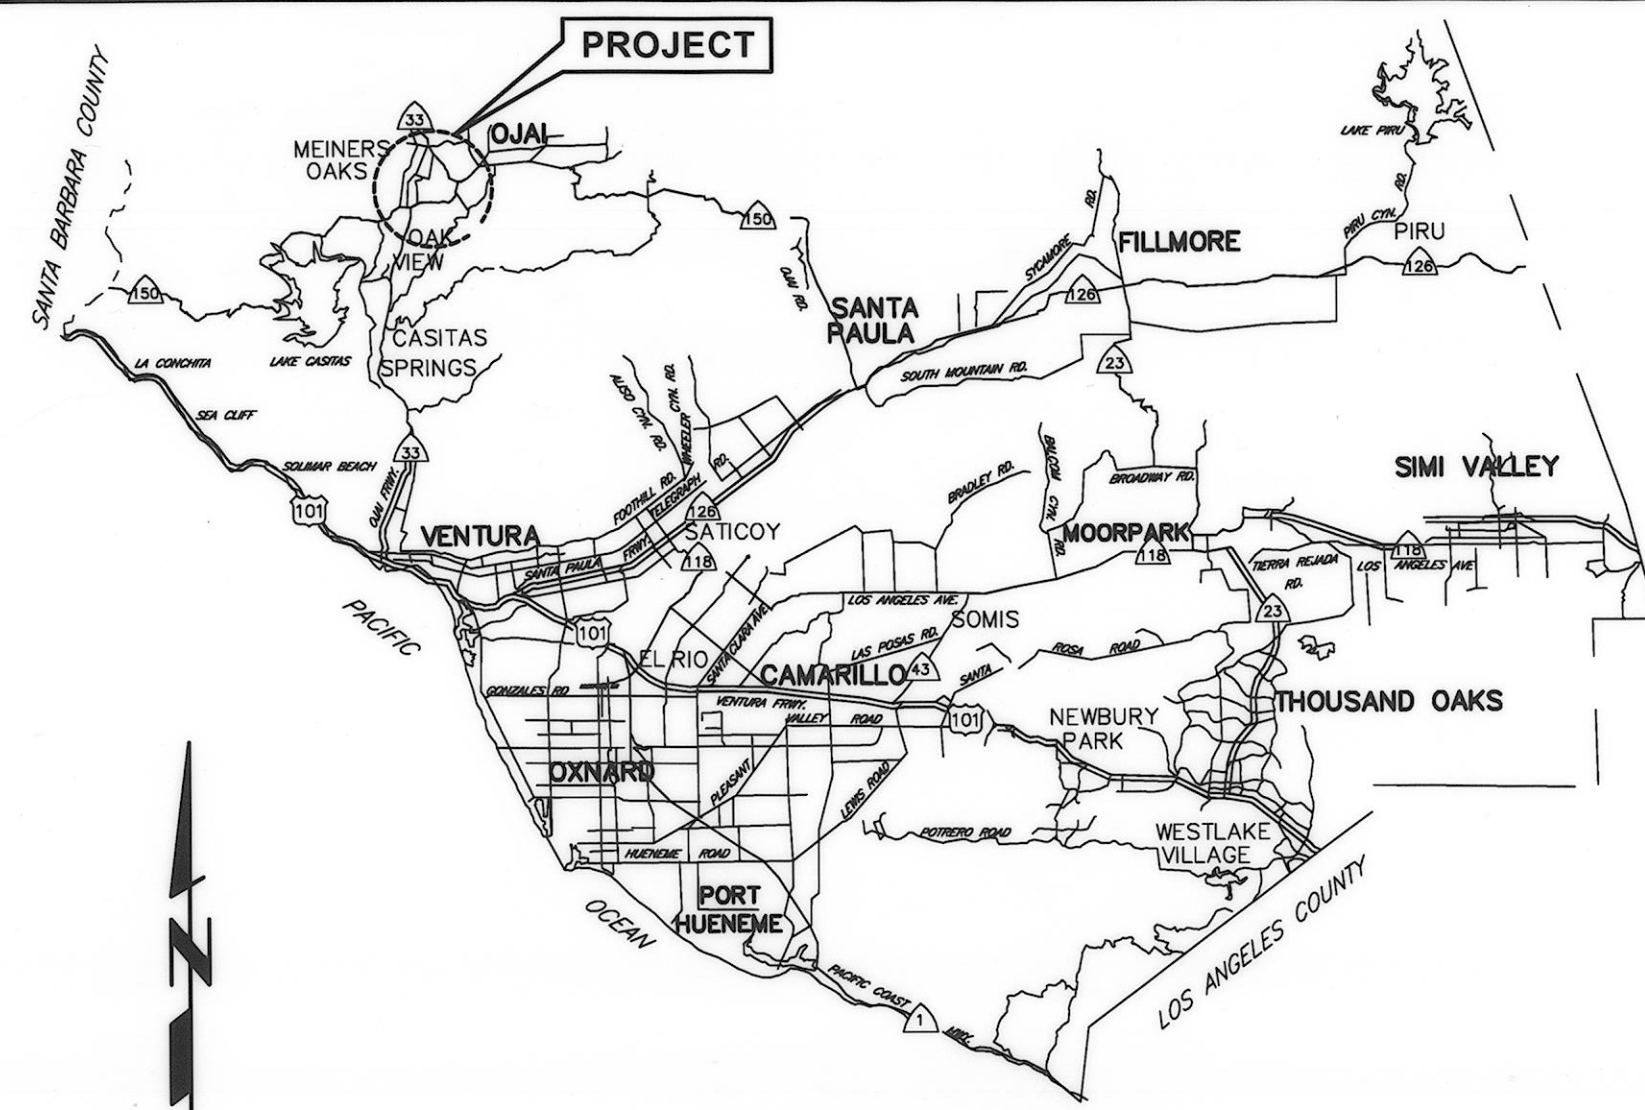 PROJECT
SANTA BARBARA COUNTY
33
MEINERS
OAKS
OJAI
OAK
VIEW
150
150
LAKE PIRU
RD.
PIRU CYN.
PIRU
126
RD.
SYCAMORE
FILLMORE
126
OJAI RD.
SANTA
PAULA
SOUTH MOUNTAIN RD.
23
CASITAS
SPRINGS
LAKE CASITAS
LA CONCHITA
SEA CLIFF
SOLIMAR BEACH
101
33
OJAI FRWY.
VENTURA
ALISO CYN. RD.
WHEELER CYN. RD.
RD.
FOOTHILL RD.
TELEGRAPH
126
SATICOY
118
SANTA PAULA
FRWY.
BRADLEY RD.
BALCOM CYN.
RD.
BROADWAY RD.
MOORPARK
118
SIMI VALLEY
118
LOS ANGELES AVE
TIERRA REJADA
RD.
23
PACIFIC
101
EL RIO
SANTA CLARA AVE.
LOS ANGELES AVE.
SOMIS
LAS POSAS RD.
CAMARILLO
43
SANTA
ROSA ROAD
GONZALES RD
VENTURA FRWY.
VALLEY ROAD
101
NEWBURY
PARK
THOUSAND OAKS
OXNARD
PLEASANT
LEWIS ROAD
POTRERO ROAD
WESTLAKE
VILLAGE
HUENEME ROAD
PORT
HUENEME
OCEAN
PACIFIC COAST
1
HWY.
LOS ANGELES COUNTY
N